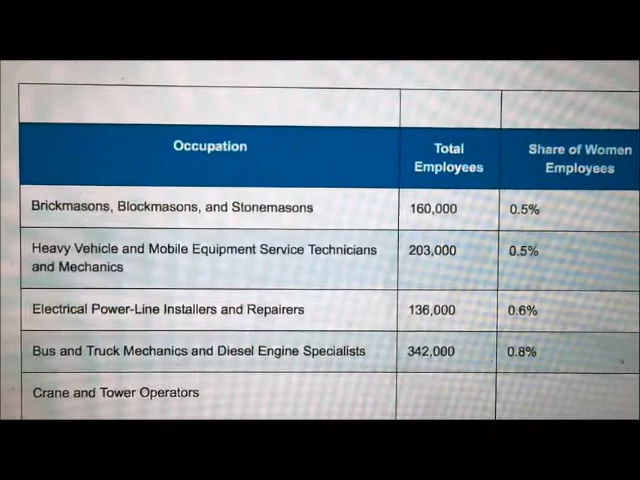 Occupation Total Employees Share of Women Employees
Brickmasons, Blockmasons, and Stonemasons 160,000 0.5%
Heavy Vehicle and Mobile Equipment Service Technicians and Mechanics 203,000 0.5%
Electrical Power-Line Installers and Repairers 136,000 0.6%
Bus and Truck Mechanics and Diesel Engine Specialists 342,000 0.8%
Crane and Tower Operators